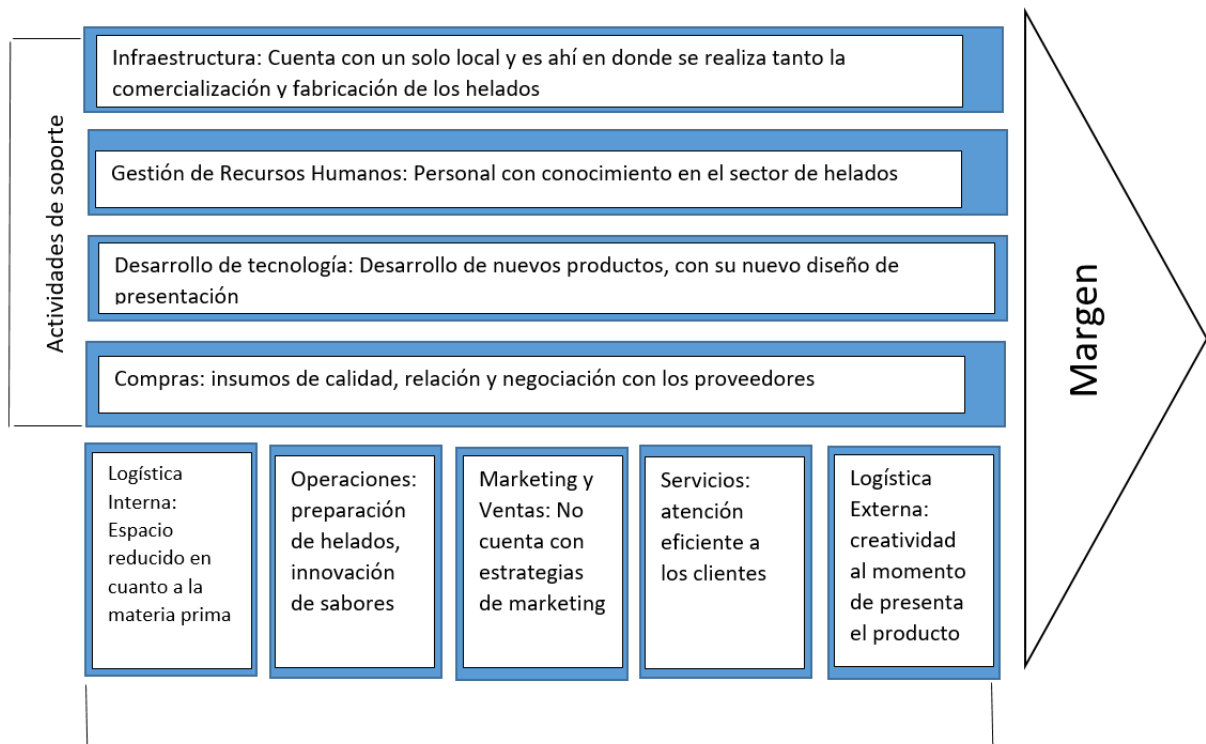 Actividades de soporte
Infraestructura: Cuenta con un solo local y es ahí en donde se realiza tanto la
comercialización y fabricación de los helados
Gestión de Recursos Humanos: Personal con conocimiento en el sector de helados
Desarrollo de tecnología: Desarrollo de nuevos productos, con su nuevo diseño de
presentación
Compras: insumos de calidad, relación y negociación con los proveedores
Logística
Interna:
Espacio
reducido en
cuanto a la
materia prima
Operaciones:
preparación
de helados,
innovación
de sabores
Marketing y
Ventas: No
cuenta con
estrategias
de marketing
Servicios:
atención
eficiente a
los clientes
Logística
Externa:
creatividad
al momento
de presenta
el producto
Margen